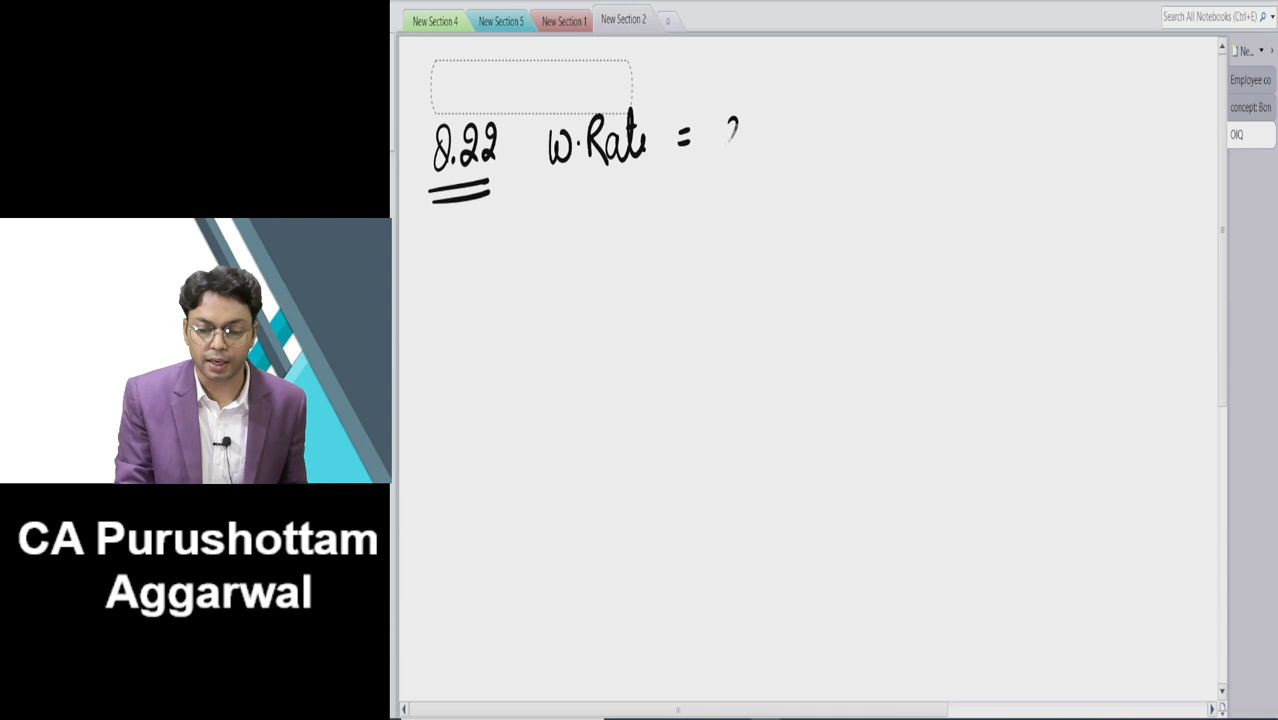 New Section 4
New Section 5
New Section 1
New Section 2
Search All Notebooks (Ctrl+E)
Ne...
Employee co
concept: Bon
OIQ
Q.22 W.Rate = ?
CA Purushottam
Aggarwal